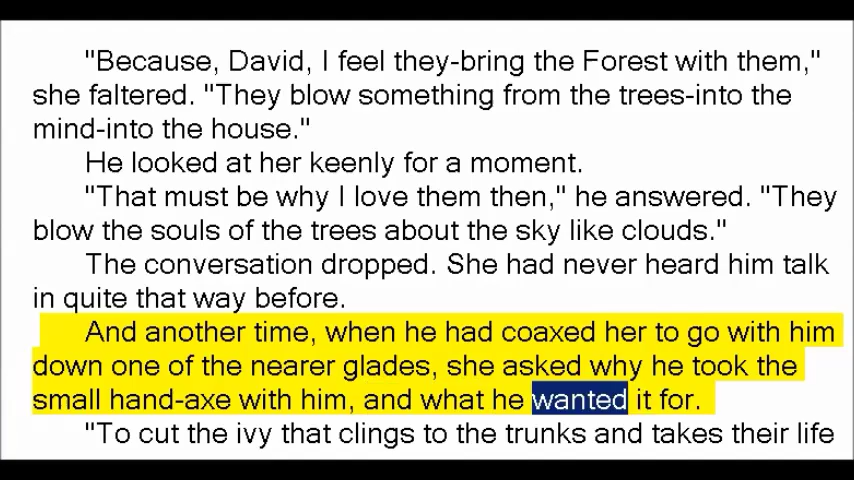 "Because, David, I feel they-bring the Forest with them,"
she faltered. "They blow something from the trees-into the
mind-into the house."
He looked at her keenly for a moment.
"That must be why I love them then," he answered. "They
blow the souls of the trees about the sky like clouds."
The conversation dropped. She had never heard him talk
in quite that way before.
And another time, when he had coaxed her to go with him
down one of the nearer glades, she asked why he took the
small hand-axe with him, and what he wanted it for.
"To cut the ivy that clings to the trunks and takes their life